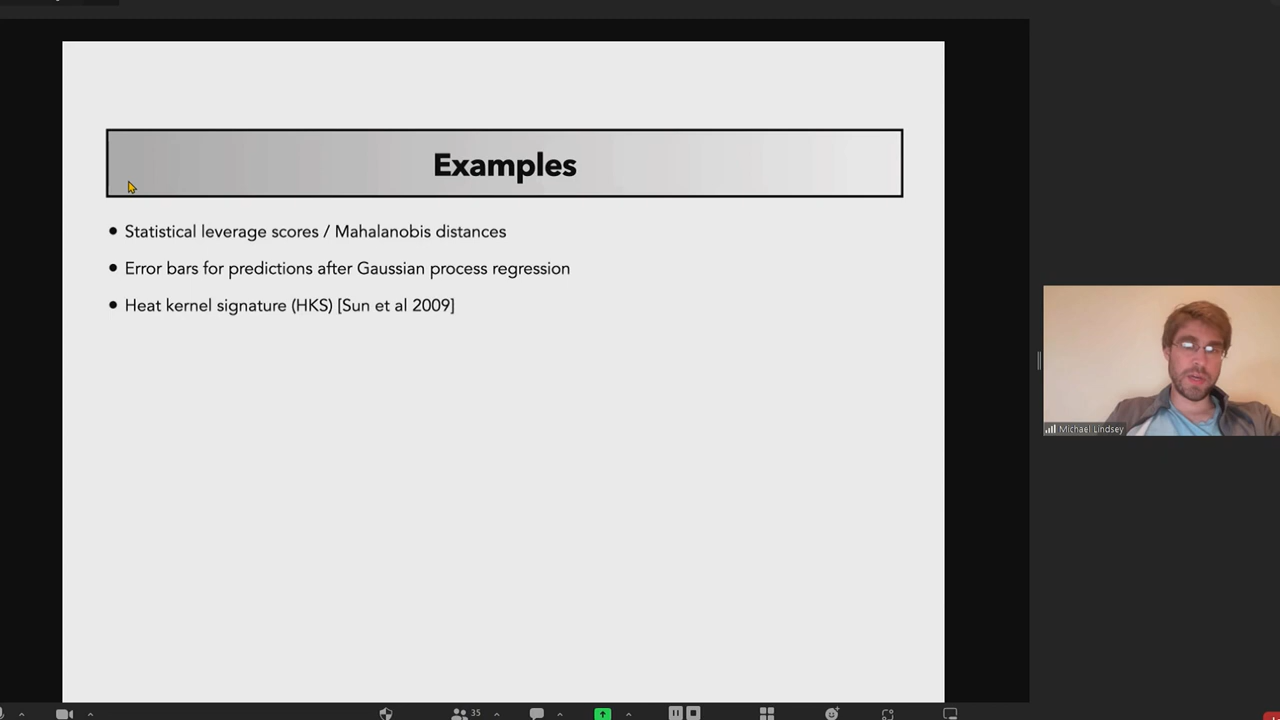 Examples
• Statistical leverage scores / Mahalanobis distances
• Error bars for predictions after Gaussian process regression
• Heat kernel signature (HKS) [Sun et al 2009]
Michael Lindsey
35